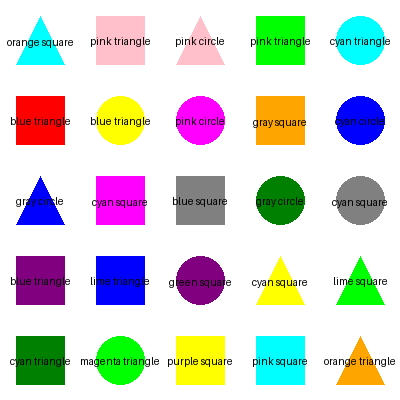 orange square pink triangle pink circle pink triangle cyan triangle
blue triangle blue triangle pink circle gray square cyan circle
gray circle cyan square blue square gray circle cyan square
blue triangle lime triangle green square cyan square lime square
cyan triangle magenta triangle purple square pink square orange triangle